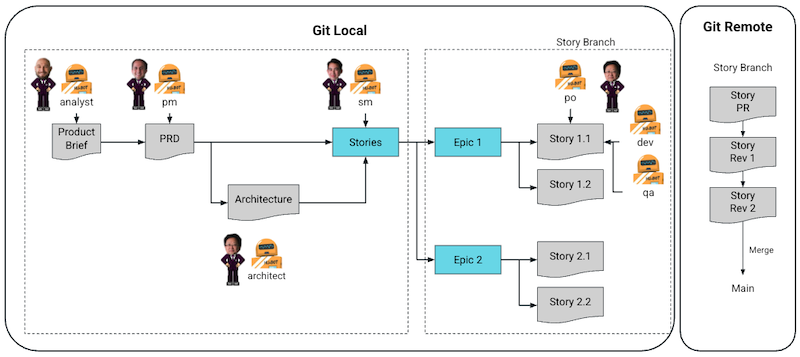 Git Local
Git Remote
Story Branch
Story Branch
analyst
pm
sm
po
dev
qa
architect
Product
Brief
PRD
Architecture
Stories
Epic 1
Epic 2
Story 1.1
Story 1.2
Story 2.1
Story 2.2
Story
PR
Story
Rev 1
Story
Rev 2
Merge
Main